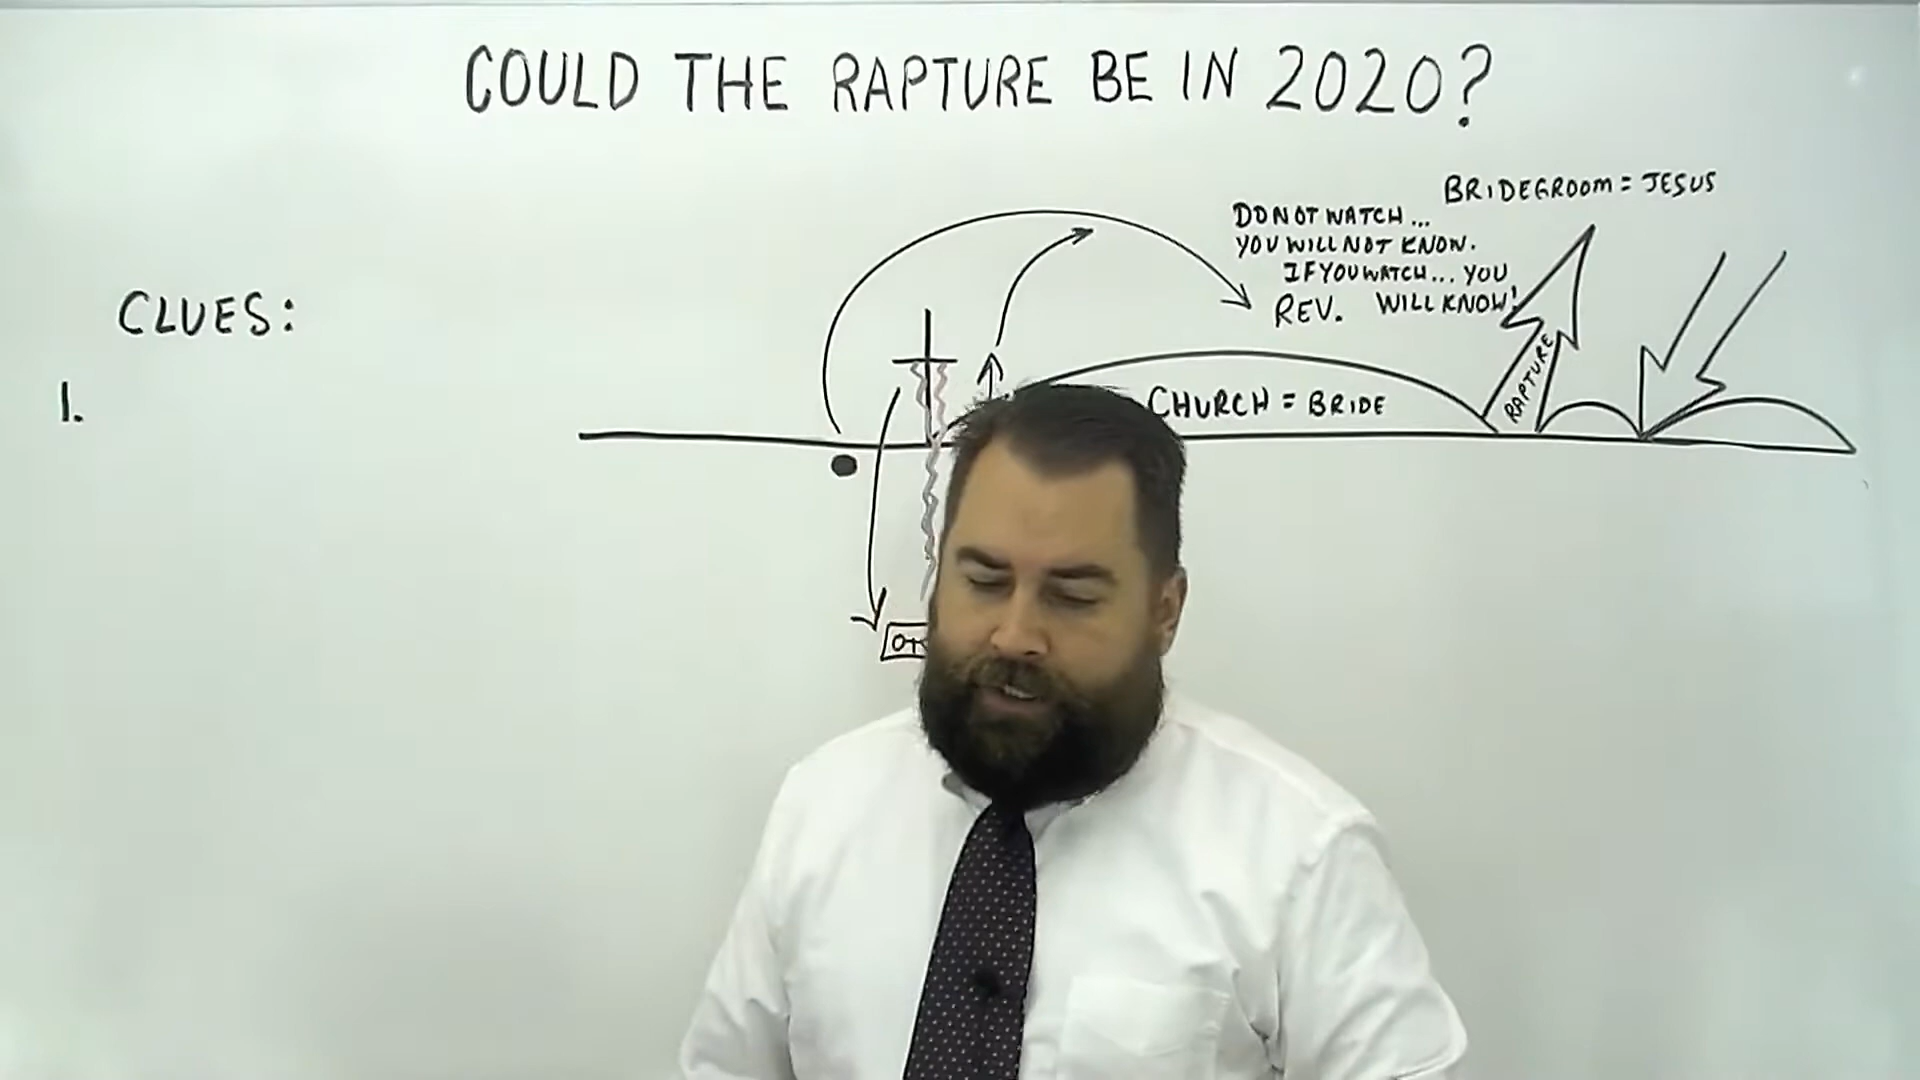 COULD THE RAPTURE BE IN 2020?
BRIDEGROOM = JESUS
DO NOT WATCH...
YOU WILL NOT KNOW.
IF YOU WATCH... YOU
REV. WILL KNOW!
CLUES:
RAPTURE
1.
CHURCH = BRIDE